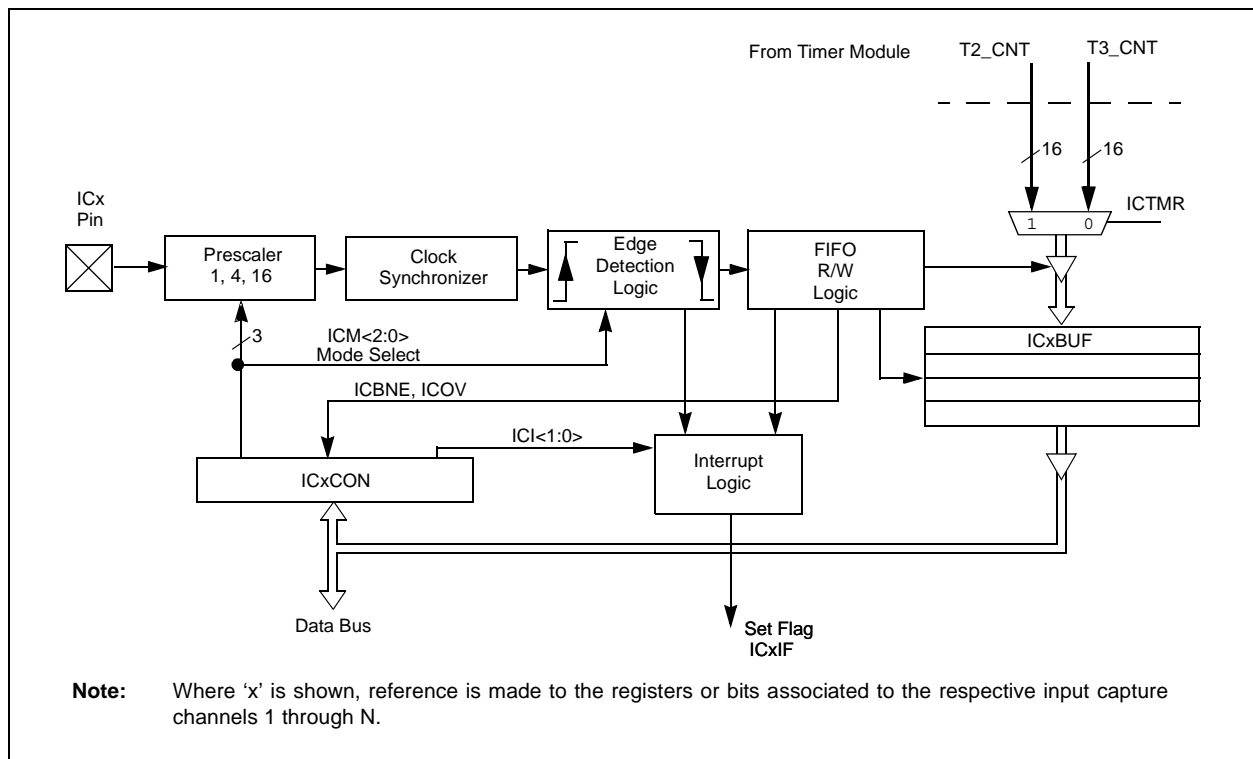 From Timer Module
T2_CNT
T3_CNT
16
16
ICx
Pin
ICTMR
1 0
Prescaler
1, 4, 16
Clock
Synchronizer
Edge
Detection
Logic
FIFO
R/W
Logic
3
ICM<2:0>
Mode Select
ICxBUF
ICBNE, ICOV
ICI<1:0>
Interrupt
Logic
ICxCON
Data Bus
Set Flag
ICxIF
Note: Where ‘x’ is shown, reference is made to the registers or bits associated to the respective input capture
channels 1 through N.